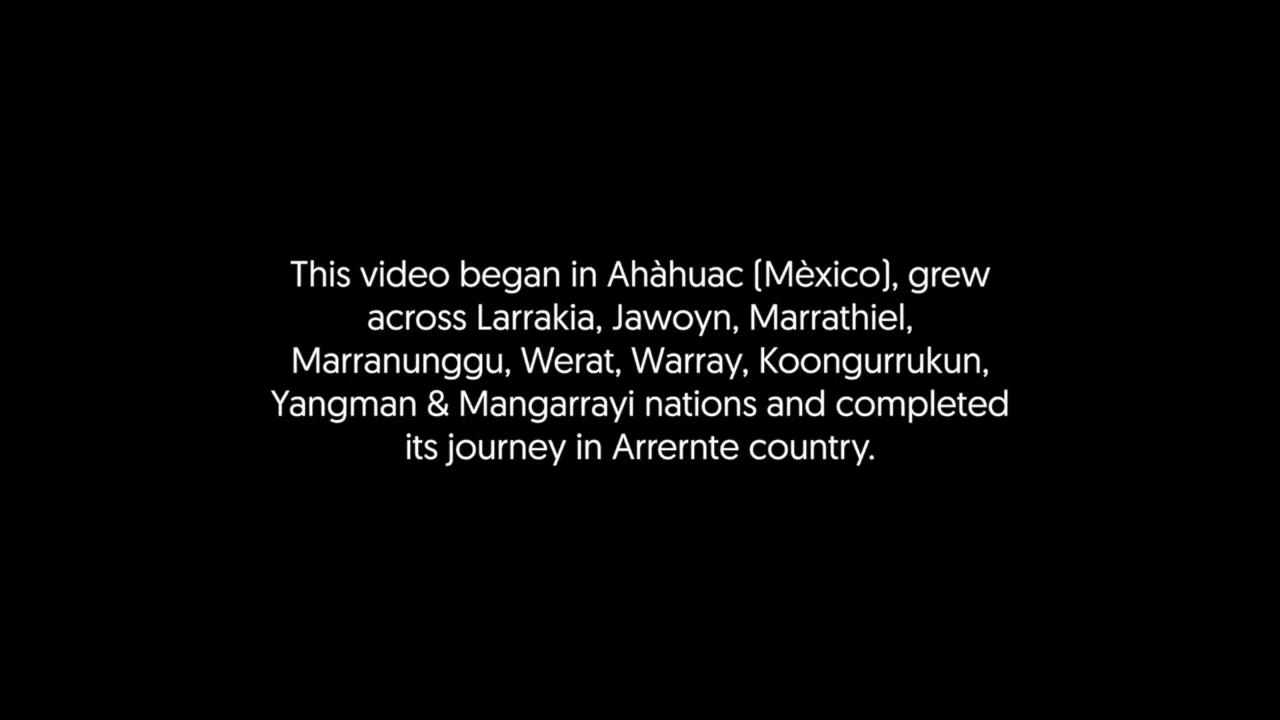 This video began in Ahàhuac (Mèxico), grew
across Larrakia, Jawoyn, Marrathiel,
Marranunggu, Werat, Warray, Koongurrukun,
Yangman & Mangarrayi nations and completed
its journey in Arrernte country.